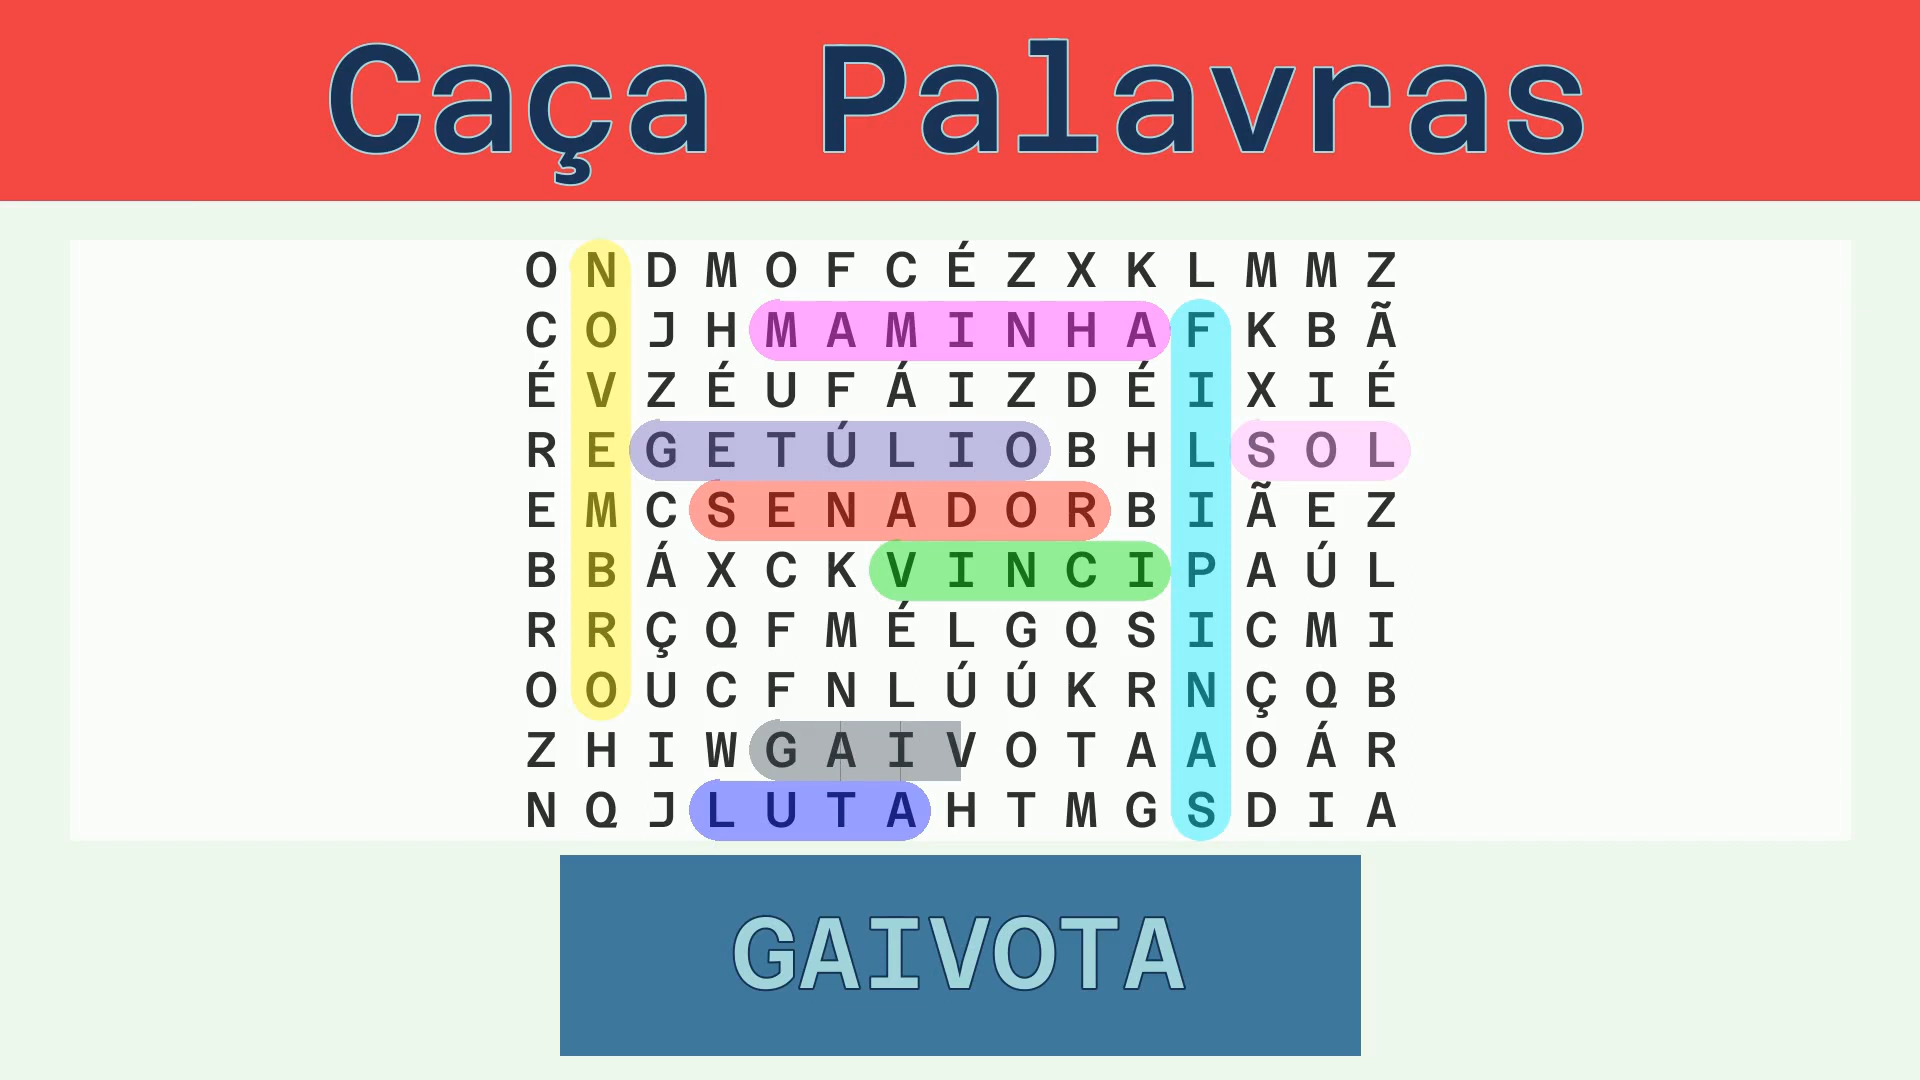 Caça Palavras
O N D M O F C É Z X K L M M Z
C O J H M A M I N H A F K B Ã
É V Z É U F Á I Z D É I X I É
R E G E T Ú L I O B H L S O L
E M C S E N A D O R B I Ã E Z
B B Á X C K V I N C I P A Ú L
R R Ç Q F M É L G Q S I C M I
O O U C F N L Ú Ú K R N Ç Q B
Z H I W G A I V O T A A O Á R
N Q J L U T A H T M G S D I A
GAIVOTA